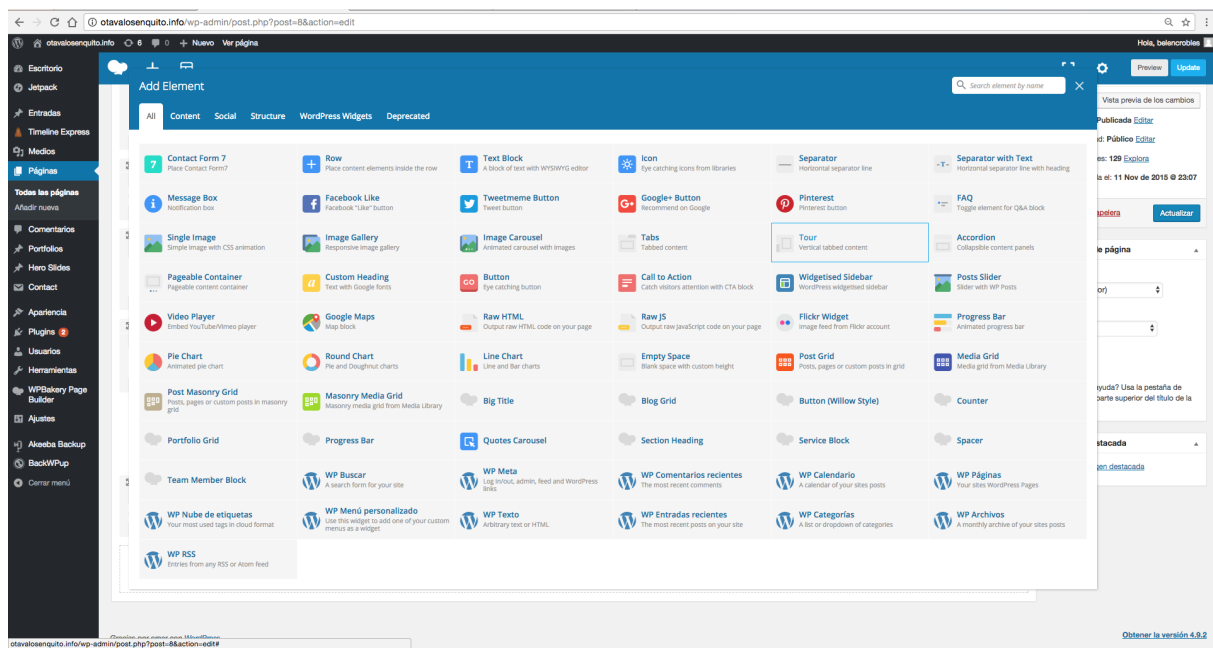 otavalosenquito.info/wp-admin/post.php?post=8&action=edit
otavalosenquito.info 6 0 + Nuevo Ver página Hola, belencrobles
Escritorio
Jetpack
Entradas
Timeline Express
Medios
Páginas
Todas las páginas
Añadir nueva
Comentarios
Portfolios
Hero Slides
Contact
Apariencia
Plugins 2
Usuarios
Herramientas
WPBakery Page
Builder
Ajustes
Akeeba Backup
BackWPup
Cerrar menú
Preview Update
Add Element
Search element by name
All Content Social Structure WordPress Widgets Deprecated
Contact Form 7
Place Contact Form7
Row
Place content elements inside the row
Text Block
A block of text with WYSIWYG editor
Icon
Eye catching icons from libraries
Separator
Horizontal separator line
Separator with Text
Horizontal separator line with heading
Message Box
Notification box
Facebook Like
Facebook "Like" button
Tweetmeme Button
Tweet button
Google+ Button
Recommend on Google
Pinterest
Pinterest button
FAQ
Toggle element for Q&A block
Single Image
Simple image with CSS animation
Image Gallery
Responsive image gallery
Image Carousel
Animated carousel with images
Tabs
Tabbed content
Tour
Vertical tabbed content
Accordion
Collapsible content panels
Pageable Container
Pageable content container
Custom Heading
Text with Google fonts
GO
Button
Eye catching button
Call to Action
Catch visitors attention with CTA block
Widgetised Sidebar
WordPress widgetised sidebar
Posts Slider
Slider with WP Posts
Video Player
Embed YouTube/Vimeo player
Google Maps
Map block
Raw HTML
Output raw HTML code on your page
Raw JS
Output raw JavaScript code on your page
Flickr Widget
Image feed from Flickr account
Progress Bar
Animated progress bar
Pie Chart
Animated pie chart
Round Chart
Pie and Doughnut charts
Line Chart
Line and Bar charts
Empty Space
Blank space with custom height
Post Grid
Posts, pages or custom posts in grid
Media Grid
Media grid from Media Library
Post Masonry Grid
Posts, pages or custom posts in masonry
grid
Masonry Media Grid
Masonry media grid from Media Library
Big Title
Blog Grid
Button (Willow Style)
Counter
Portfolio Grid
Progress Bar
Quotes Carousel
Section Heading
Service Block
Spacer
Team Member Block
WP Buscar
A search form for your site
WP Meta
Log in/out, admin, feed and WordPress
links
WP Comentarios recientes
The most recent comments
WP Calendario
A calendar of your sites posts
WP Páginas
Your sites WordPress Pages
WP Nube de etiquetas
Your most used tags in cloud format
WP Menú personalizado
Use this widget to add one of your custom
menus as a widget
WP Texto
Arbitrary text or HTML.
WP Entradas recientes
The most recent posts on your site
WP Categorías
A list or dropdown of categories
WP Archivos
A monthly archive of your sites posts
WP RSS
Entries from any RSS or Atom feed
Vista previa de los cambios
Publicada Editar
d: Público Editar
es: 129 Explora
a el: 11 Nov de 2015 @ 23:07
apelera Actualizar
e página
or)
yuda? Usa la pestaña de
parte superior del título de la
stacada
gen destacada
Obtener la versión 4.9.2
otavalosenquito.info/wp-admin/post.php?post=8&action=edit#